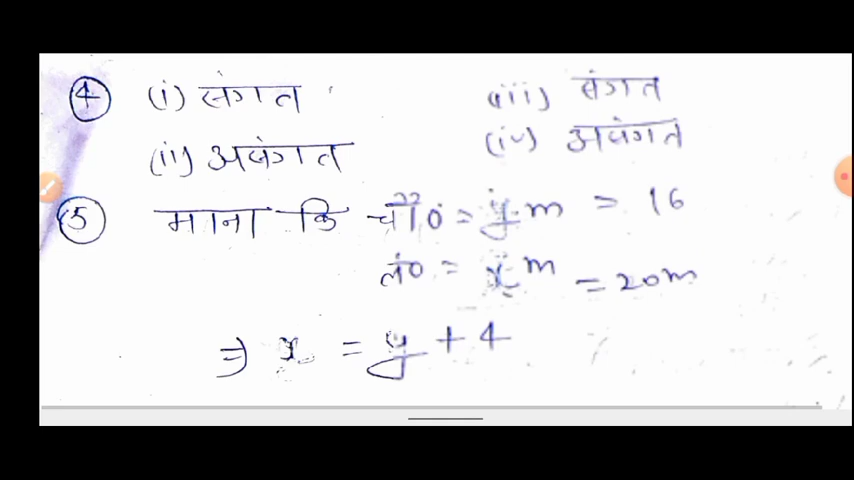 ④ (i) संगत (iii) संगत
(ii) असंगत (iv) असंगत
⑤ माना कि चौ० = y m = 16
लं० = x m = 20m
⇒ x = y + 4